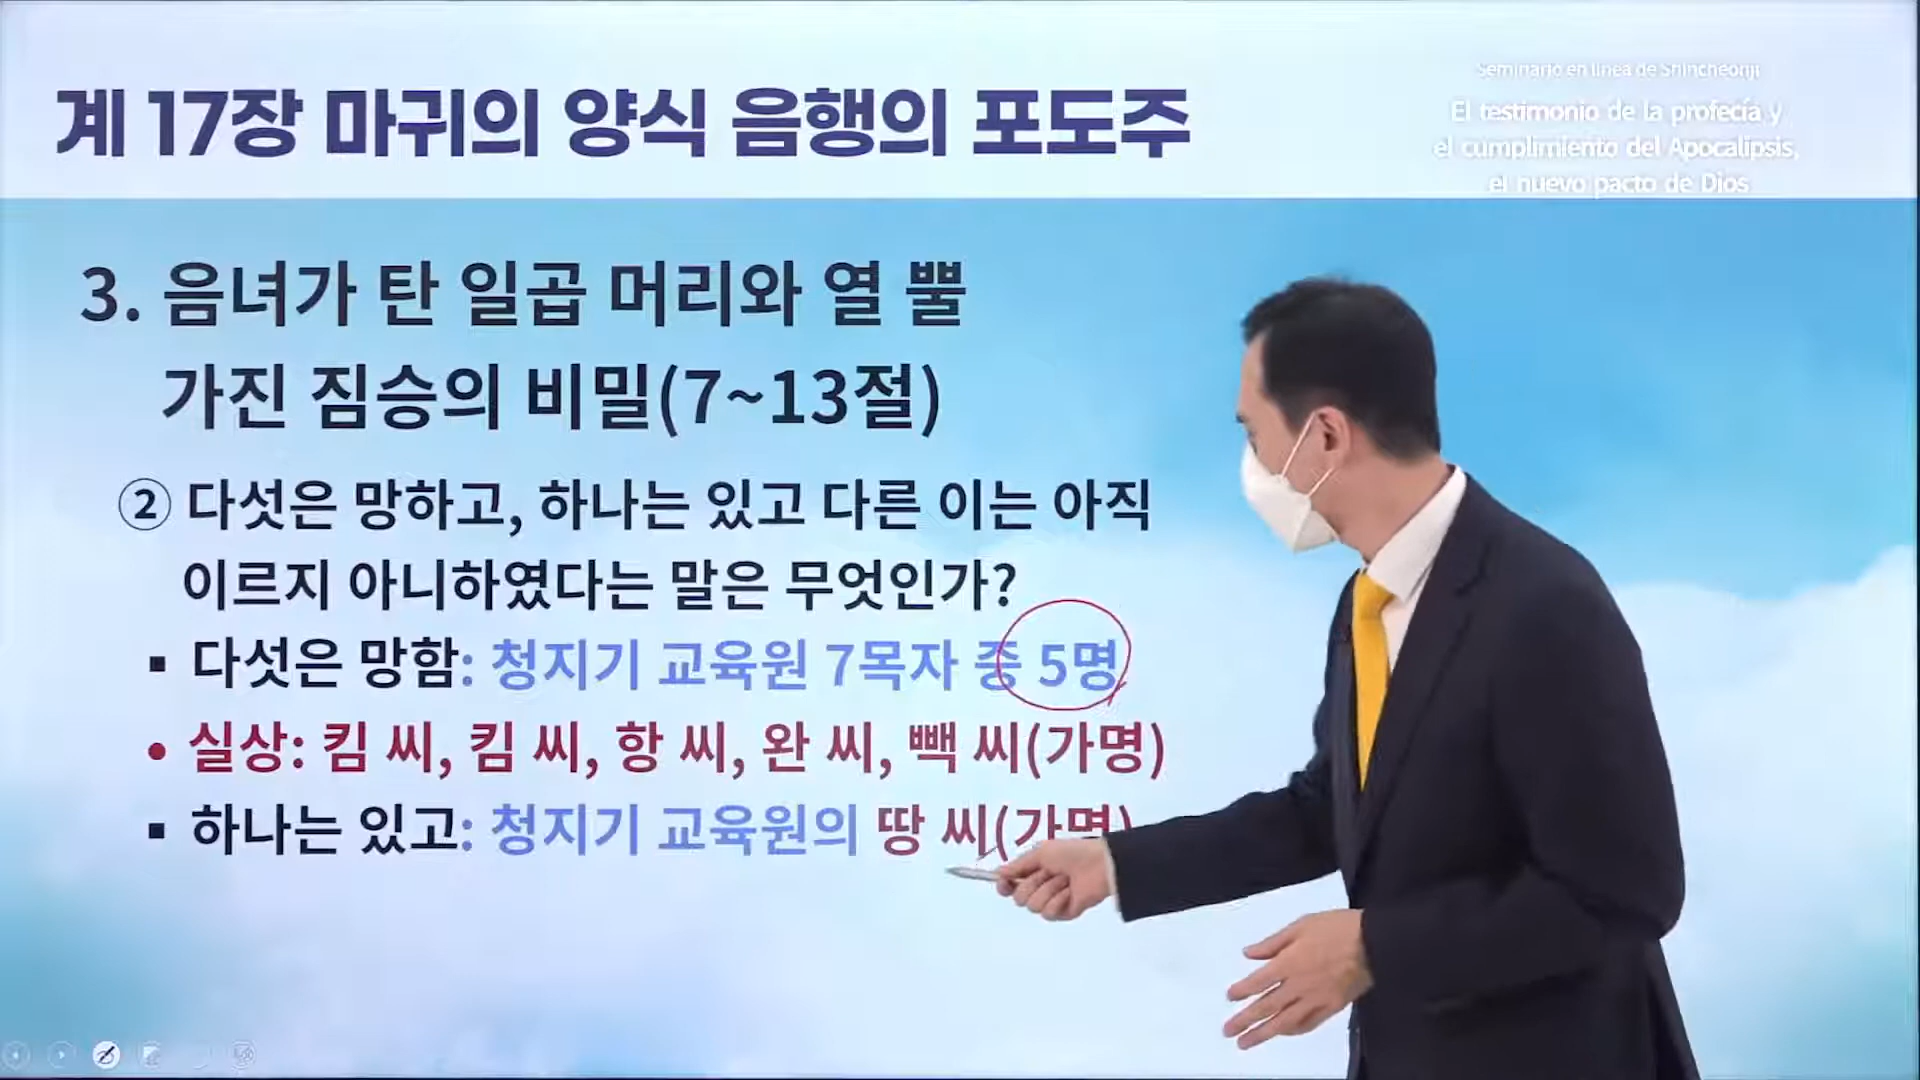 계 17장 마귀의 양식 음행의 포도주
Seminario en línea de Shincheonji
El testimonio de la profecía y
el cumplimiento del Apocalipsis,
el nuevo pacto de Dios
3. 음녀가 탄 일곱 머리와 열 뿔
가진 짐승의 비밀(7~13절)
② 다섯은 망하고, 하나는 있고 다른 이는 아직
이르지 아니하였다는 말은 무엇인가?
▪ 다섯은 망함: 청지기 교육원 7목자 중 5명
• 실상: 킴 씨, 킴 씨, 항 씨, 완 씨, 빽 씨(가명)
▪ 하나는 있고: 청지기 교육원의 땅 씨(가명)